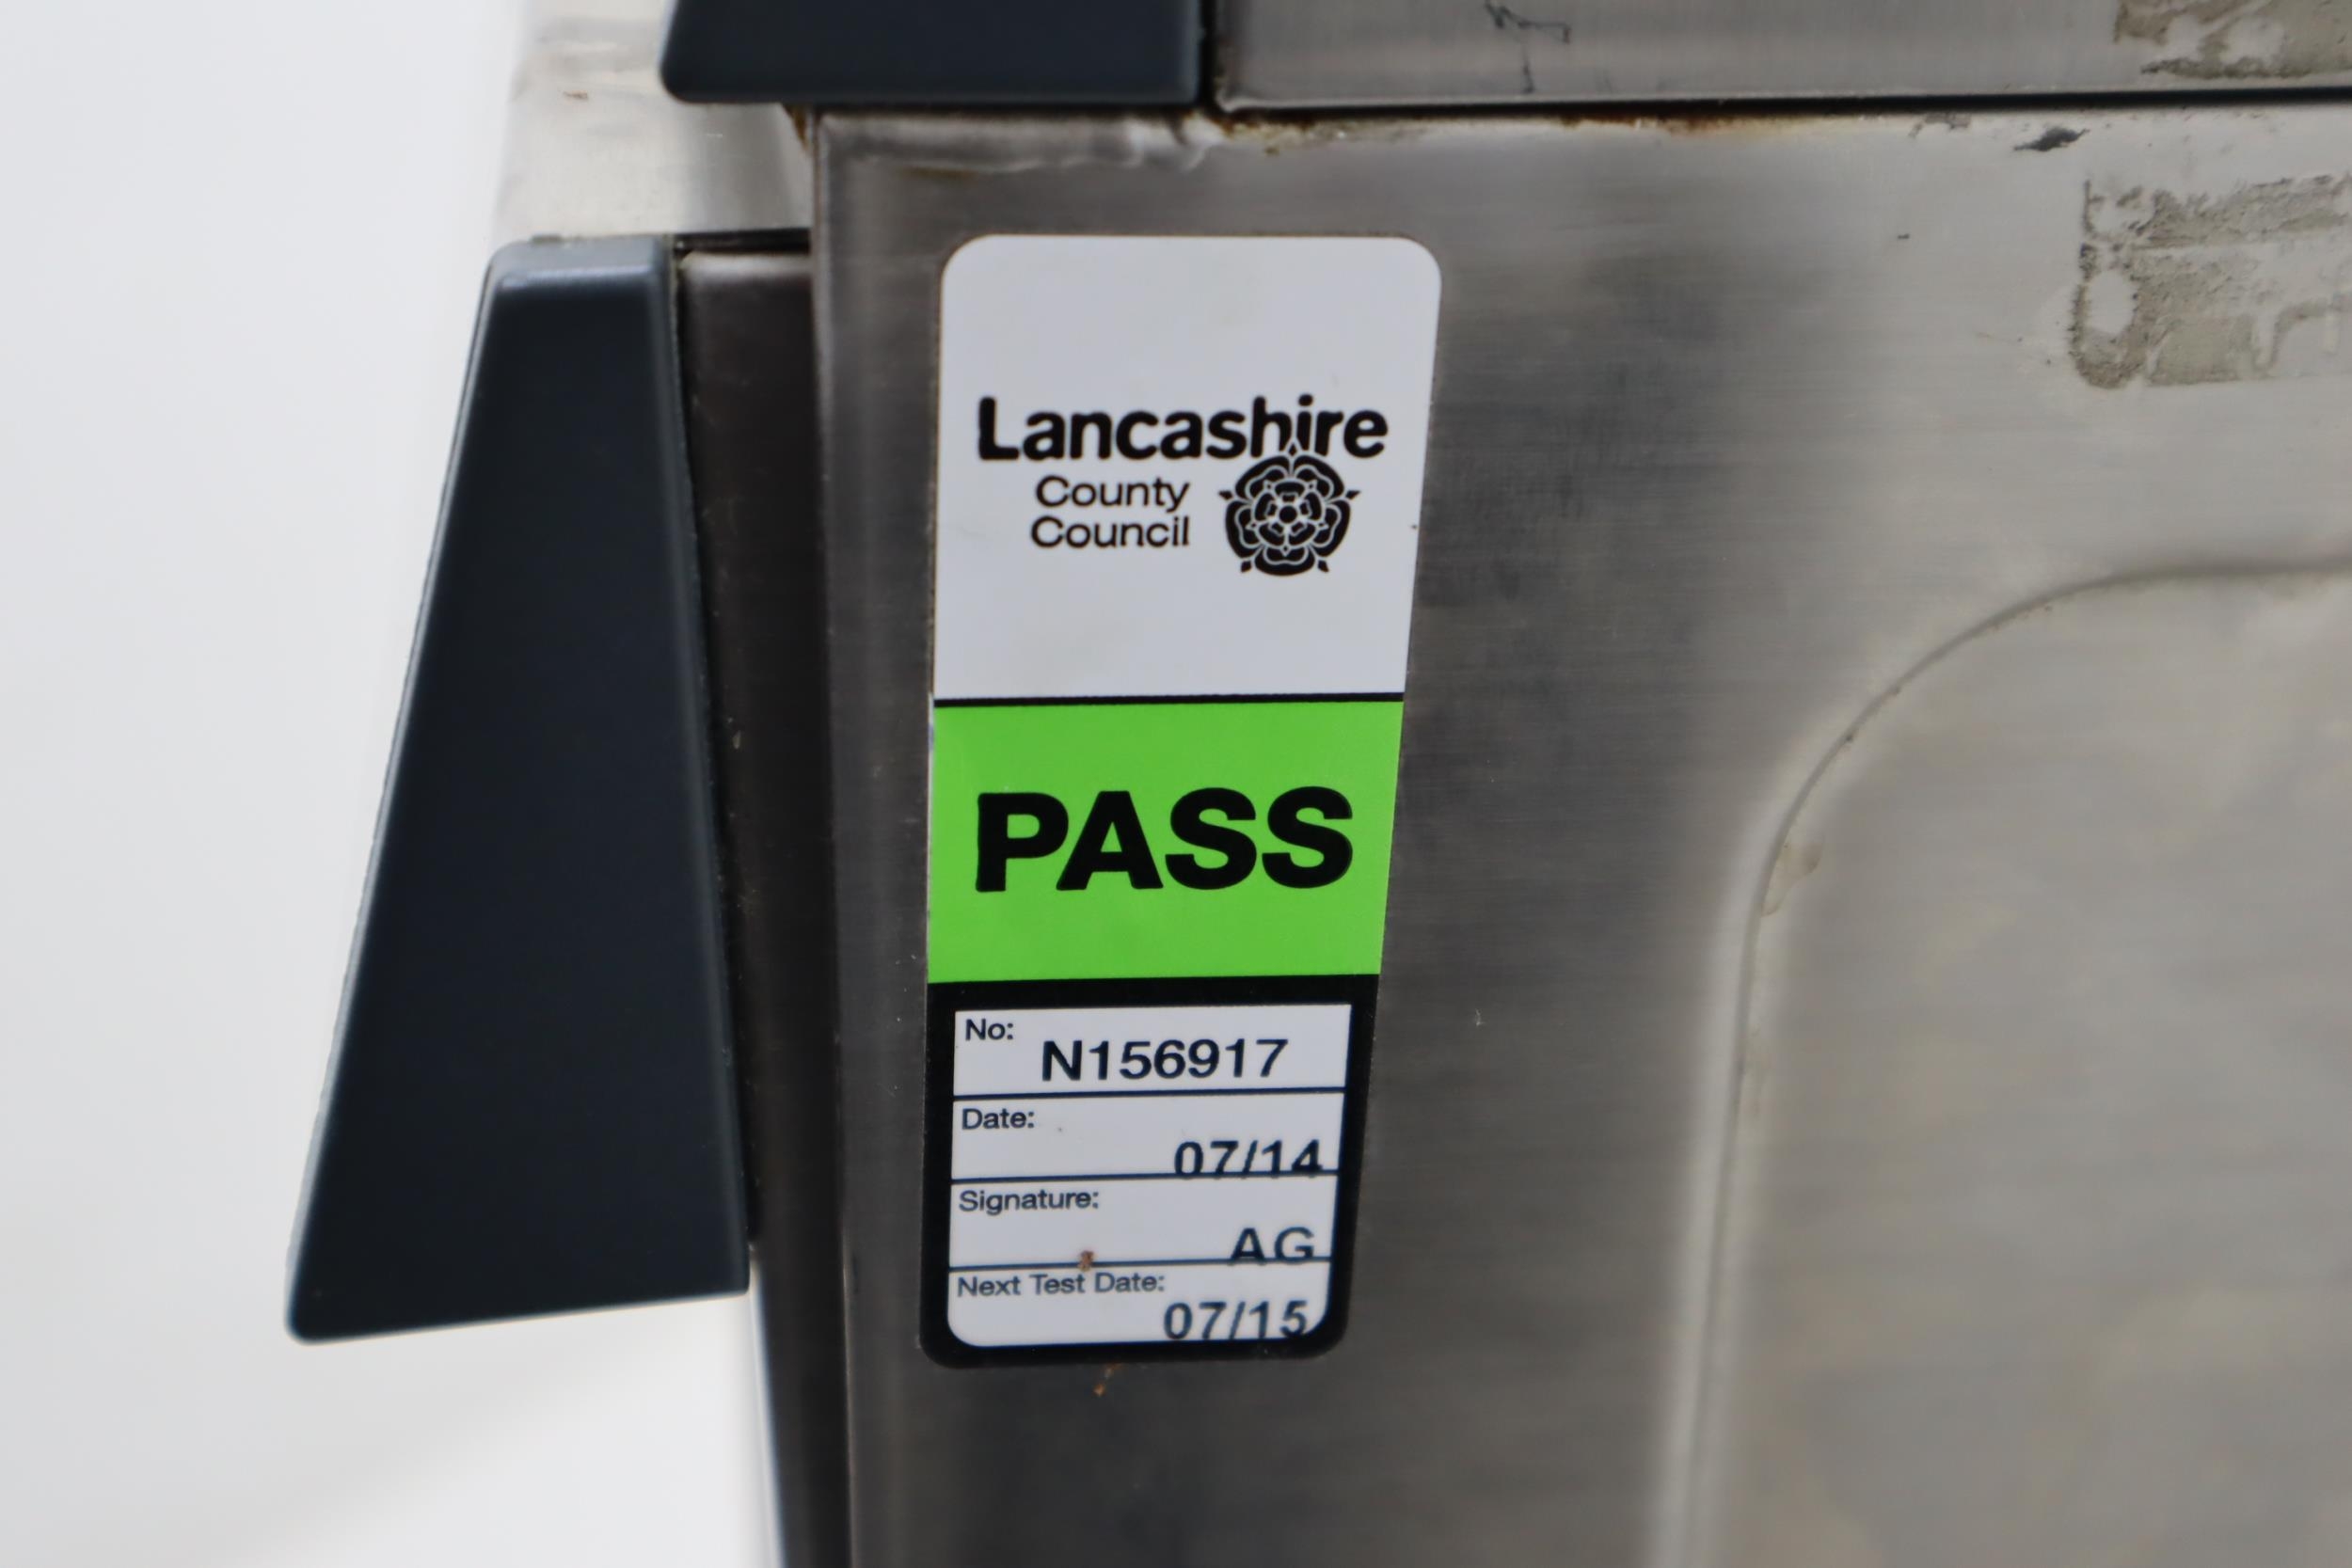 Lancashire
County
Council
PASS
No: N156917
Date: 07/14
Signature: AG
Next Test Date: 07/15